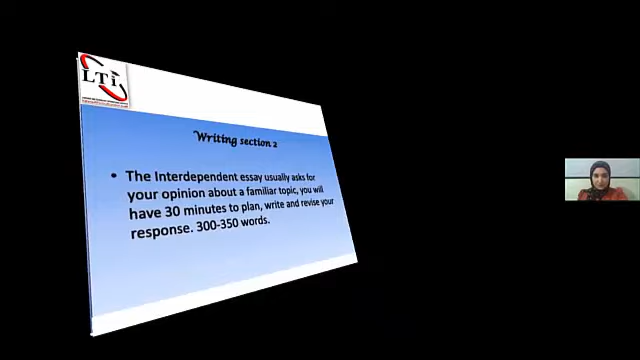 LTi
Writing section 2
• The Interdependent essay usually asks for
your opinion about a familiar topic, you will
have 30 minutes to plan, write and revise your
response. 300-350 words.